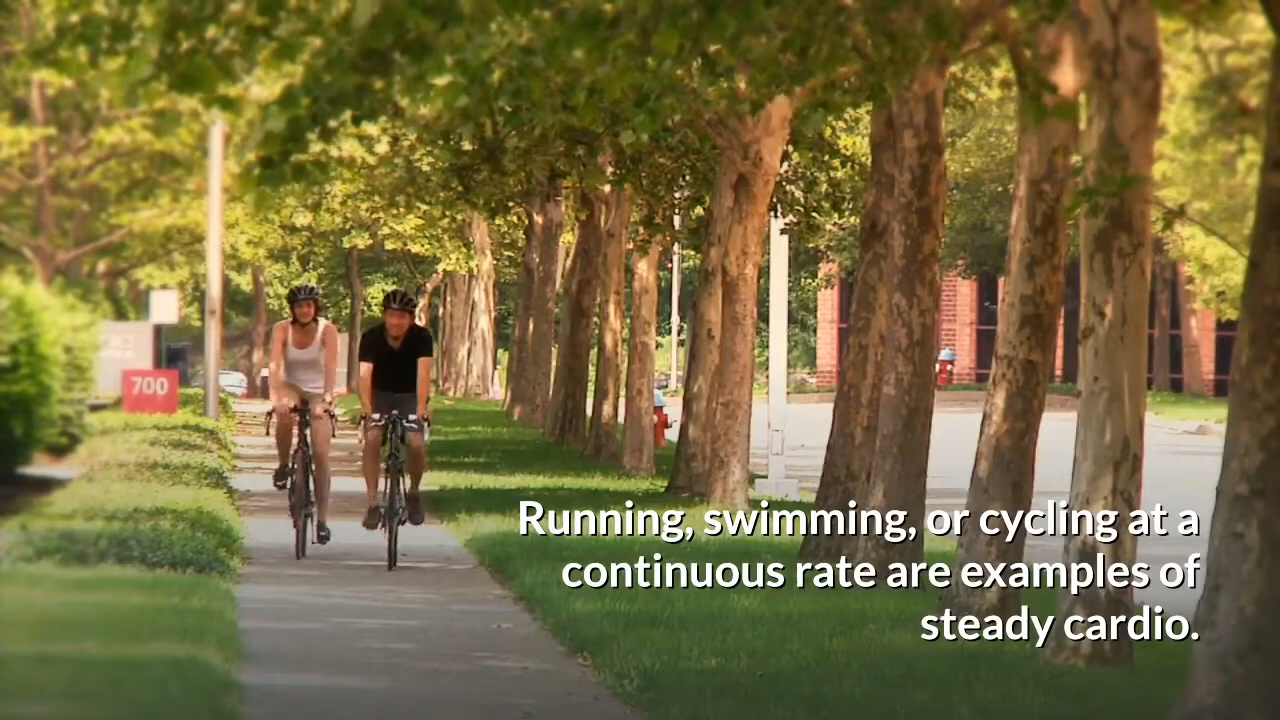 700
Running, swimming, or cycling at a
continuous rate are examples of
steady cardio.